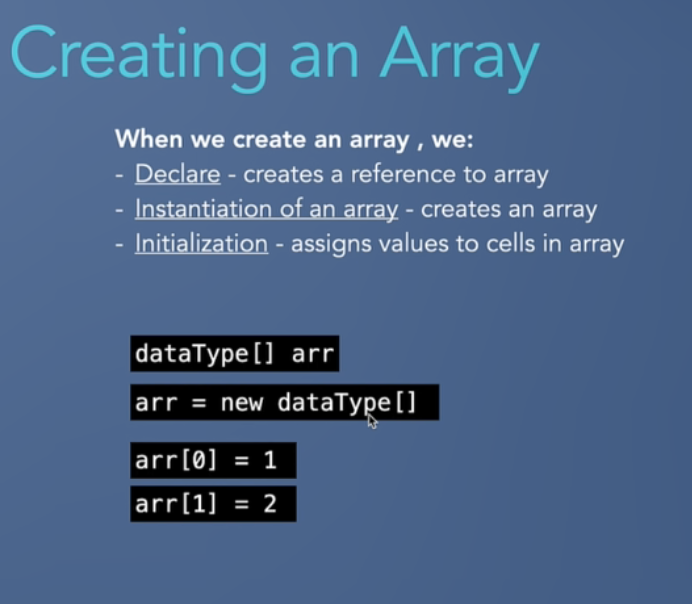 Creating an Array
When we create an array , we:
- Declare - creates a reference to array
- Instantiation of an array - creates an array
- Initialization - assigns values to cells in array
dataType[] arr
arr = new dataType[]
arr[0] = 1
arr[1] = 2